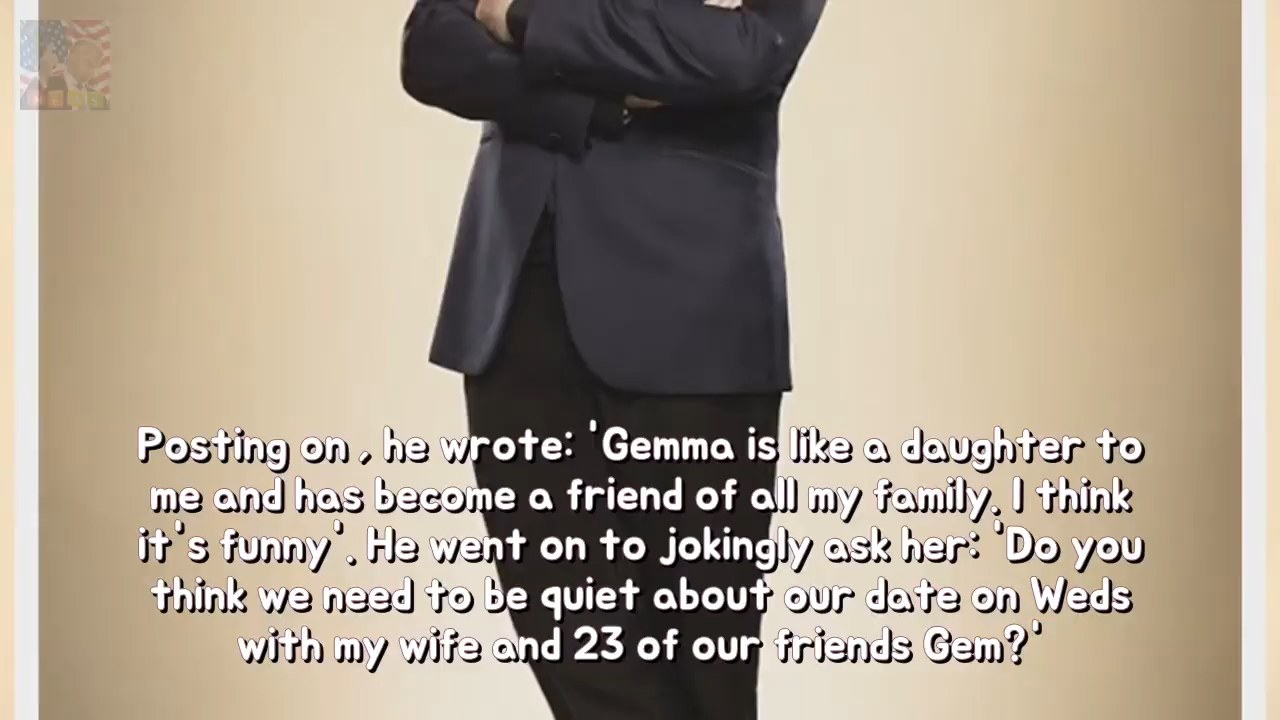 Posting on , he wrote: 'Gemma is like a daughter to
me and has become a friend of all my family. I think
it's funny'. He went on to jokingly ask her: 'Do you
think we need to be quiet about our date on Weds
with my wife and 23 of our friends Gem?'